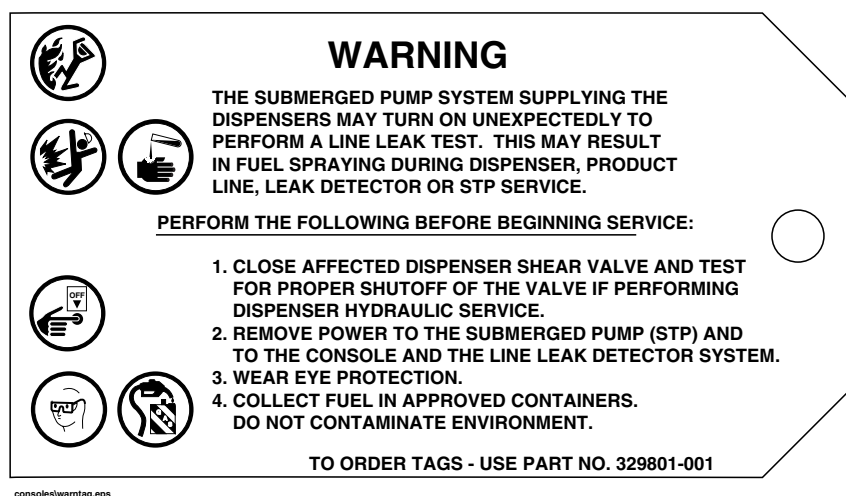 WARNING
THE SUBMERGED PUMP SYSTEM SUPPLYING THE
DISPENSERS MAY TURN ON UNEXPECTEDLY TO
PERFORM A LINE LEAK TEST.  THIS MAY RESULT
IN FUEL SPRAYING DURING DISPENSER, PRODUCT
LINE, LEAK DETECTOR OR STP SERVICE.
PERFORM THE FOLLOWING BEFORE BEGINNING SERVICE:
1. CLOSE AFFECTED DISPENSER SHEAR VALVE AND TEST
FOR PROPER SHUTOFF OF THE VALVE IF PERFORMING
DISPENSER HYDRAULIC SERVICE.
OFF
2. REMOVE POWER TO THE SUBMERGED PUMP (STP) AND
TO THE CONSOLE AND THE LINE LEAK DETECTOR SYSTEM.
3. WEAR EYE PROTECTION.
4. COLLECT FUEL IN APPROVED CONTAINERS.
DO NOT CONTAMINATE ENVIRONMENT.
TO ORDER TAGS - USE PART NO. 329801-001
consoles\warntag.eps